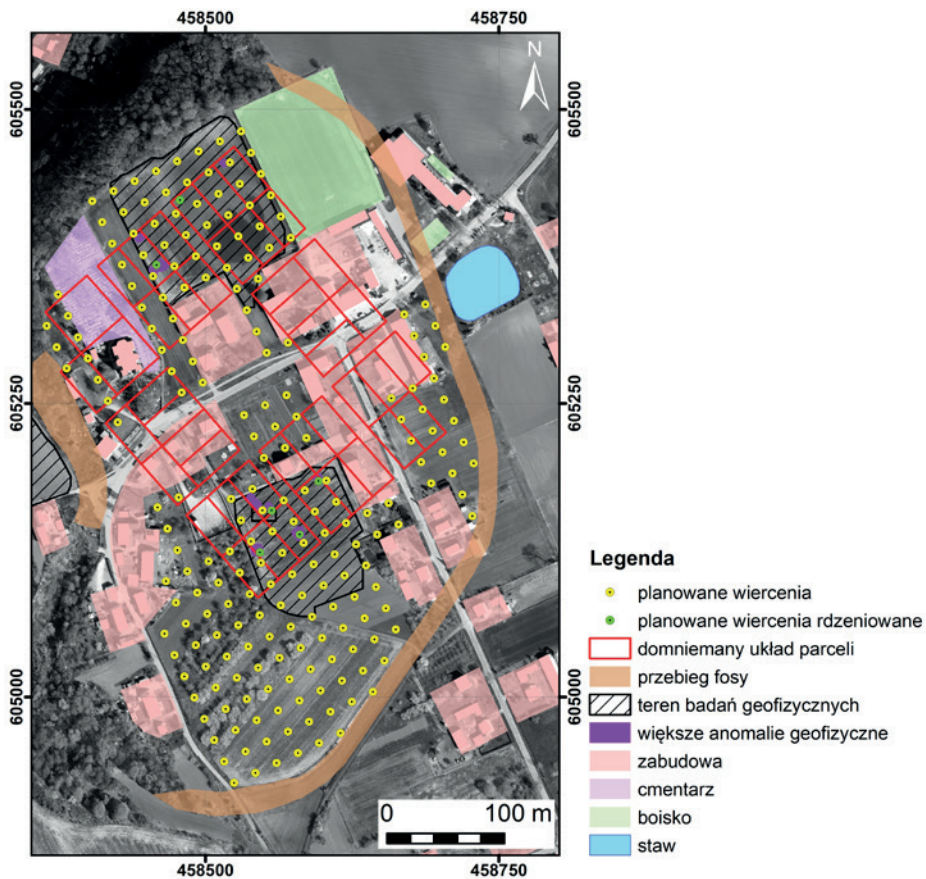 458500 458750
N
605500 605500
605250 605250
Legenda
planowane wiercenia
planowane wiercenia rdzeniowane
domniemany układ parceli
przebieg fosy
teren badań geofizycznych
większe anomalie geofizyczne
zabudowa
cmentarz
boisko
staw
605000 605000
0 100 m
458500 458750